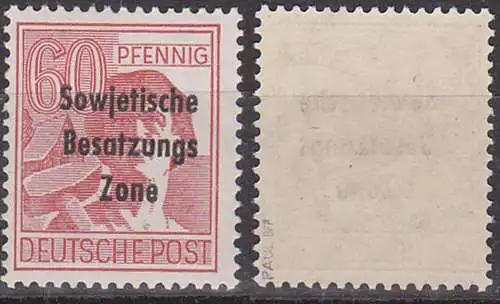 60 PFENNIG
Sowjetische
Besatzungs
Zone
DEUTSCHE POST